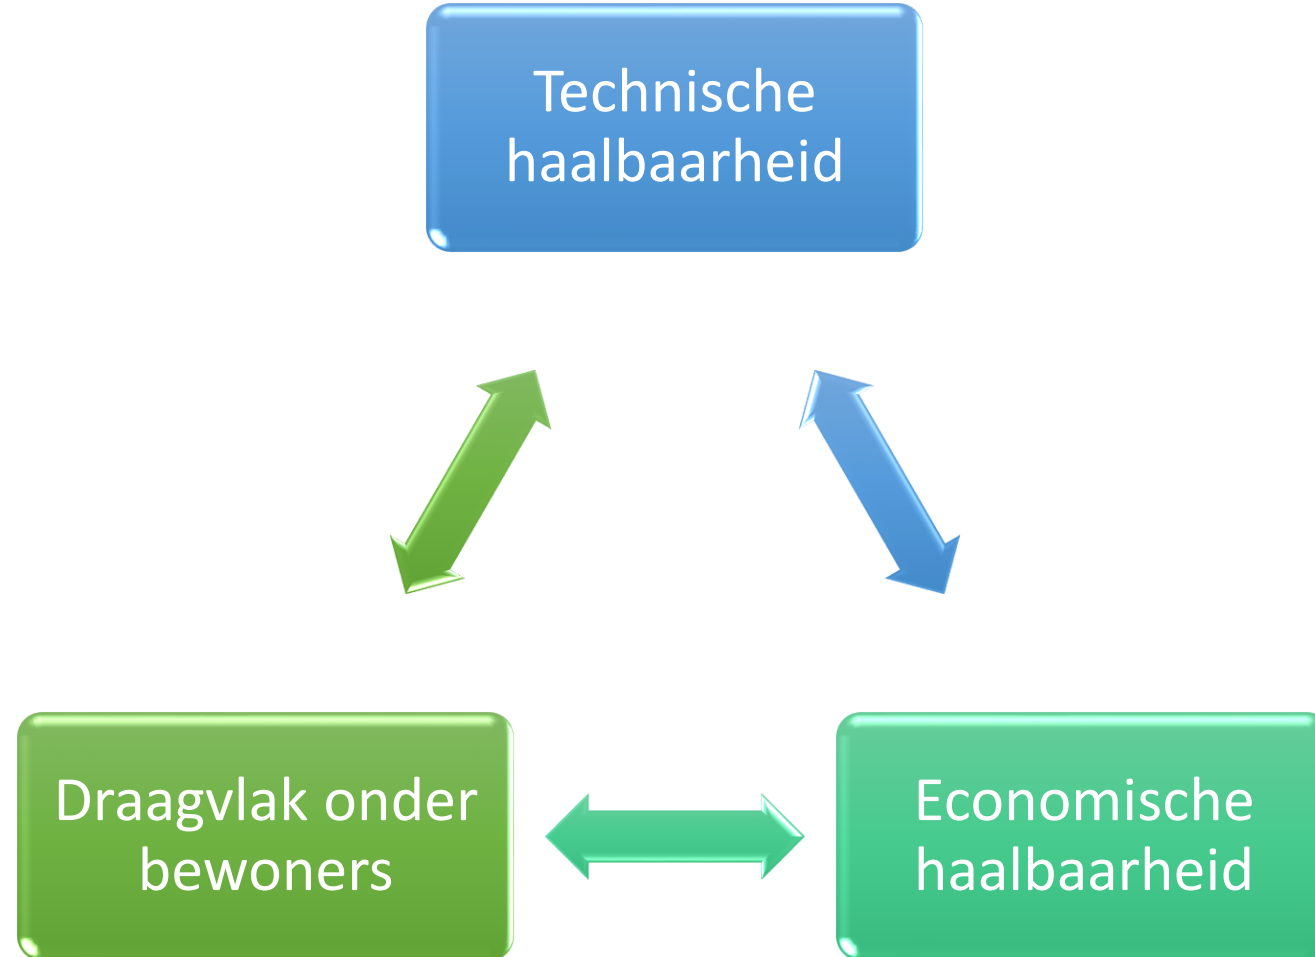 Technische
haalbaarheid
Draagvlak onder
bewoners
Economische
haalbaarheid